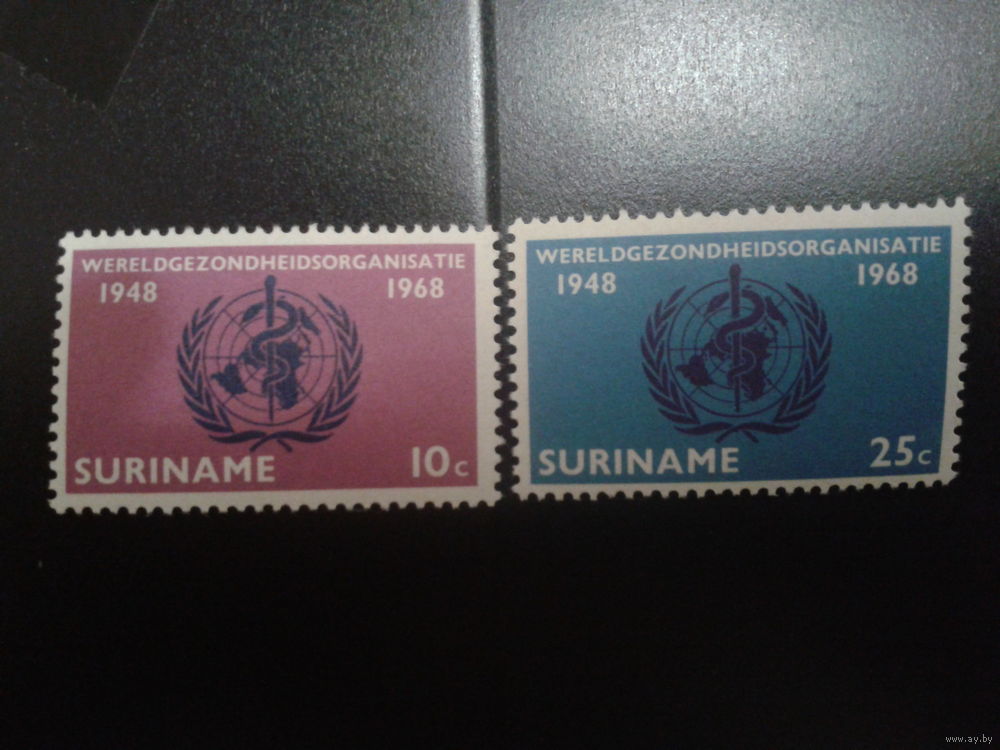 WERELDGEZONDHEIDSORGANISATIE
1948 1968
SURINAME 10c
WERELDGEZONDHEIDSORGANISATIE
1948 1968
SURINAME 25c
www.ay.by